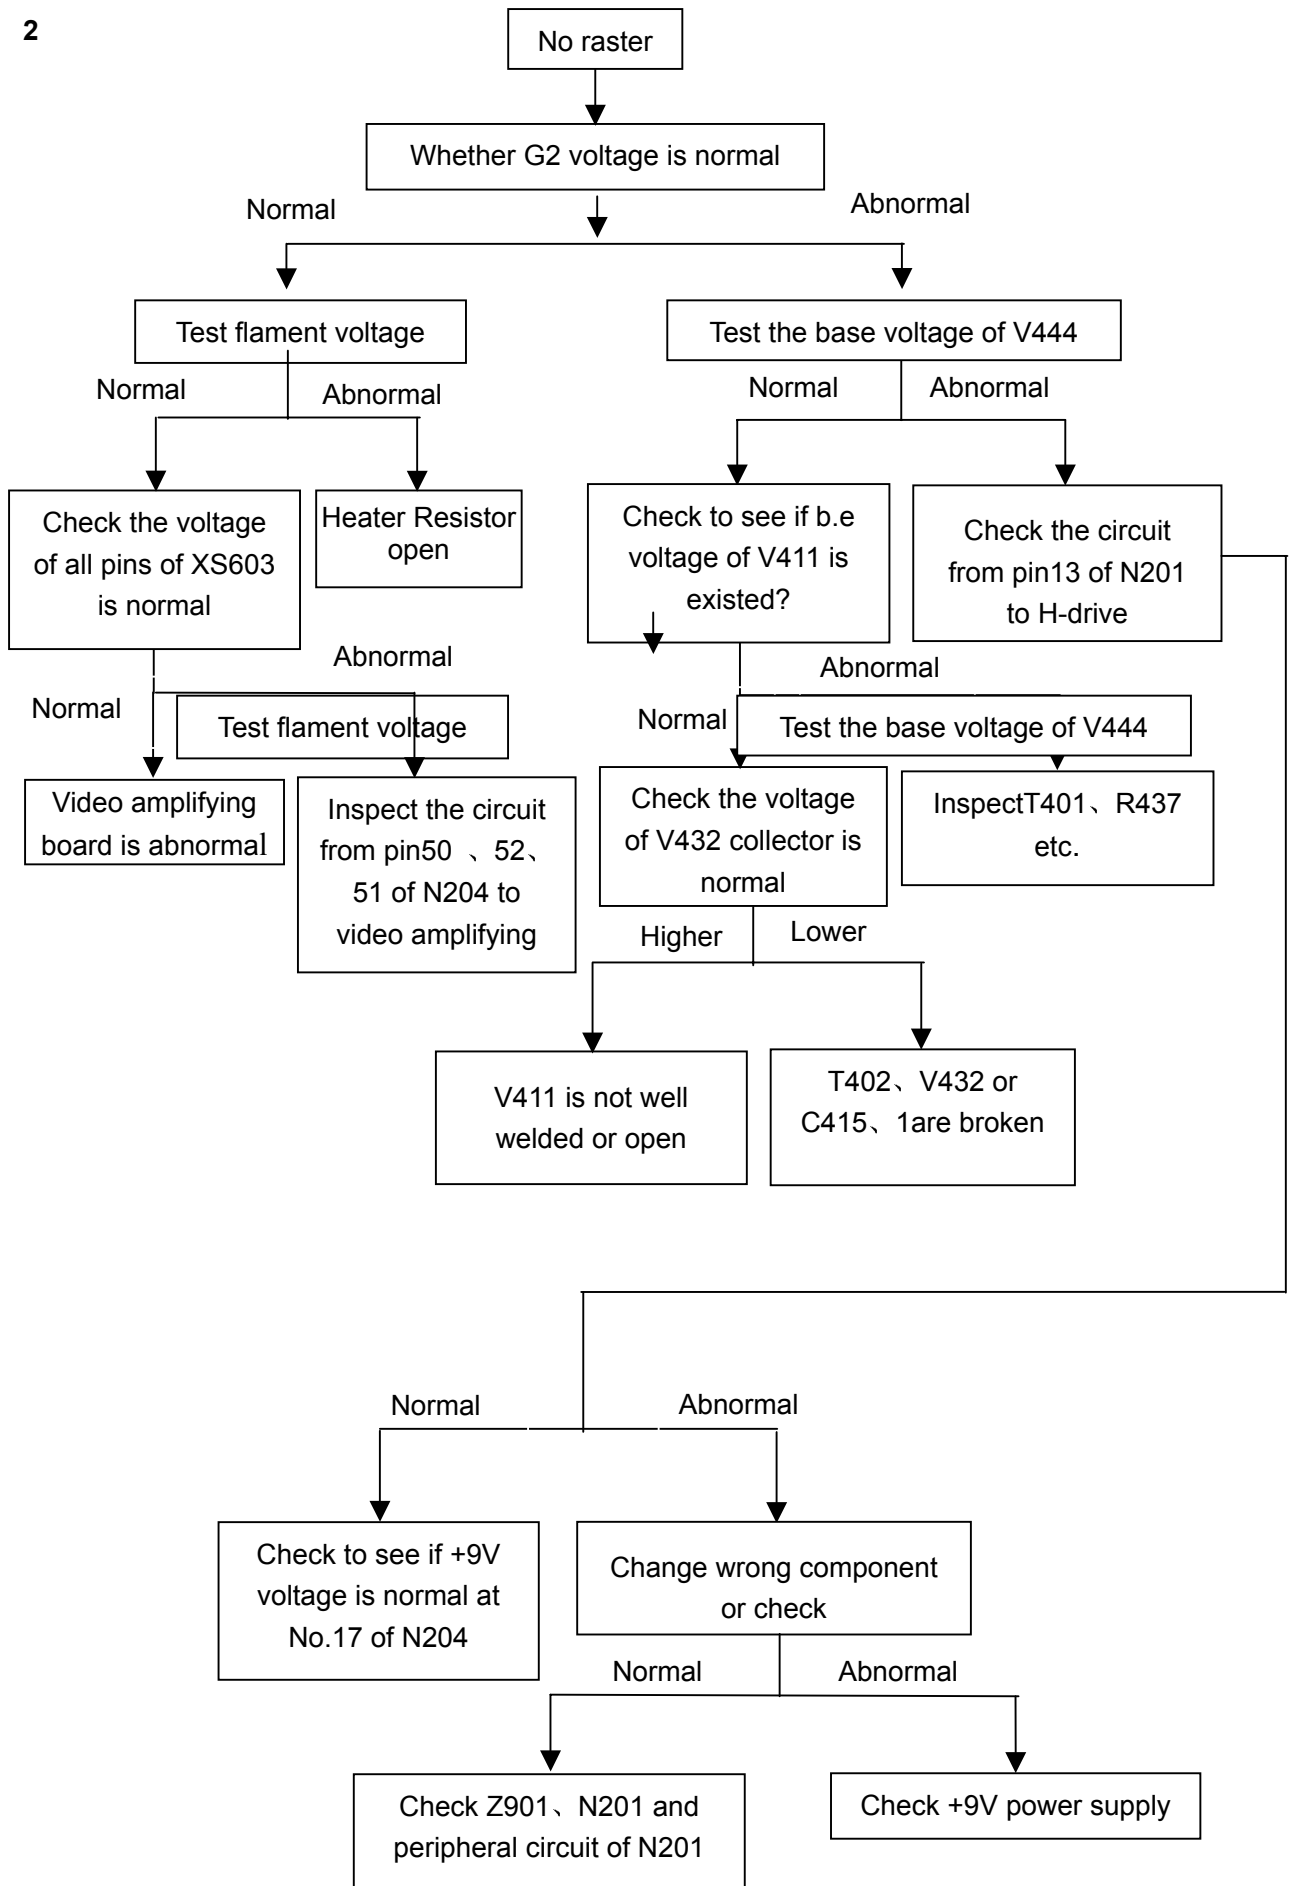 2
No raster
Whether G2 voltage is normal
Normal
Abnormal
Test flament voltage
Test the base voltage of V444
Normal
Abnormal
Normal
Abnormal
Check the voltage
of all pins of XS603
is normal
Heater Resistor
open
Check to see if b.e
voltage of V411 is
existed?
Check the circuit
from pin13 of N201
to H-drive
Abnormal
Abnormal
Normal
Test flament voltage
Normal
Test the base voltage of V444
Video amplifying
board is abnormal
Inspect the circuit
from pin50 、52、
51 of N204 to
video amplifying
Check the voltage
of V432 collector is
normal
InspectT401、R437
etc.
Higher
Lower
V411 is not well
welded or open
T402、V432 or
C415、1are broken
Normal
Abnormal
Check to see if +9V
voltage is normal at
No.17 of N204
Change wrong component
or check
Normal
Abnormal
Check Z901、N201 and
peripheral circuit of N201
Check +9V power supply